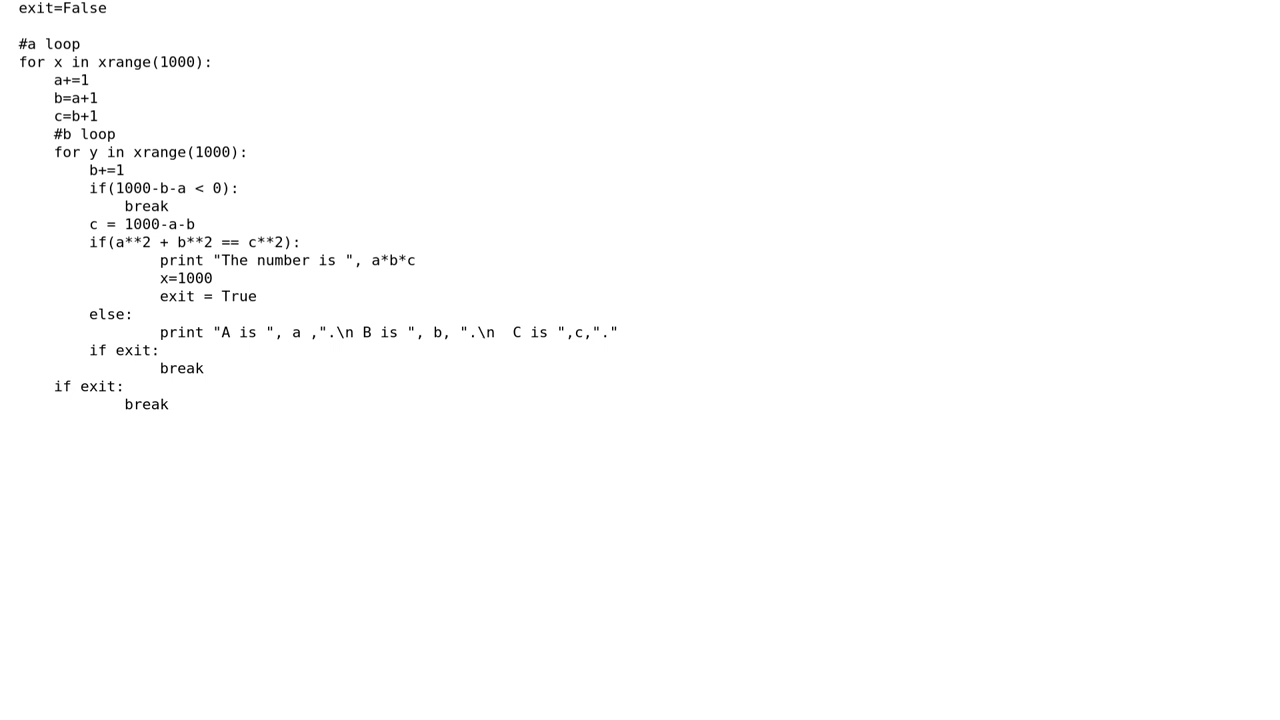 exit=False

#a loop
for x in xrange(1000):
    a+=1
    b=a+1
    c=b+1
    #b loop
    for y in xrange(1000):
        b+=1
        if(1000-b-a < 0):
            break
        c = 1000-a-b
        if(a**2 + b**2 == c**2):
                print "The number is ", a*b*c
                x=1000
                exit = True
        else:
                print "A is ", a ,".\n B is ", b, ".\n  C is ",c,"."
        if exit:
                break
    if exit:
            break